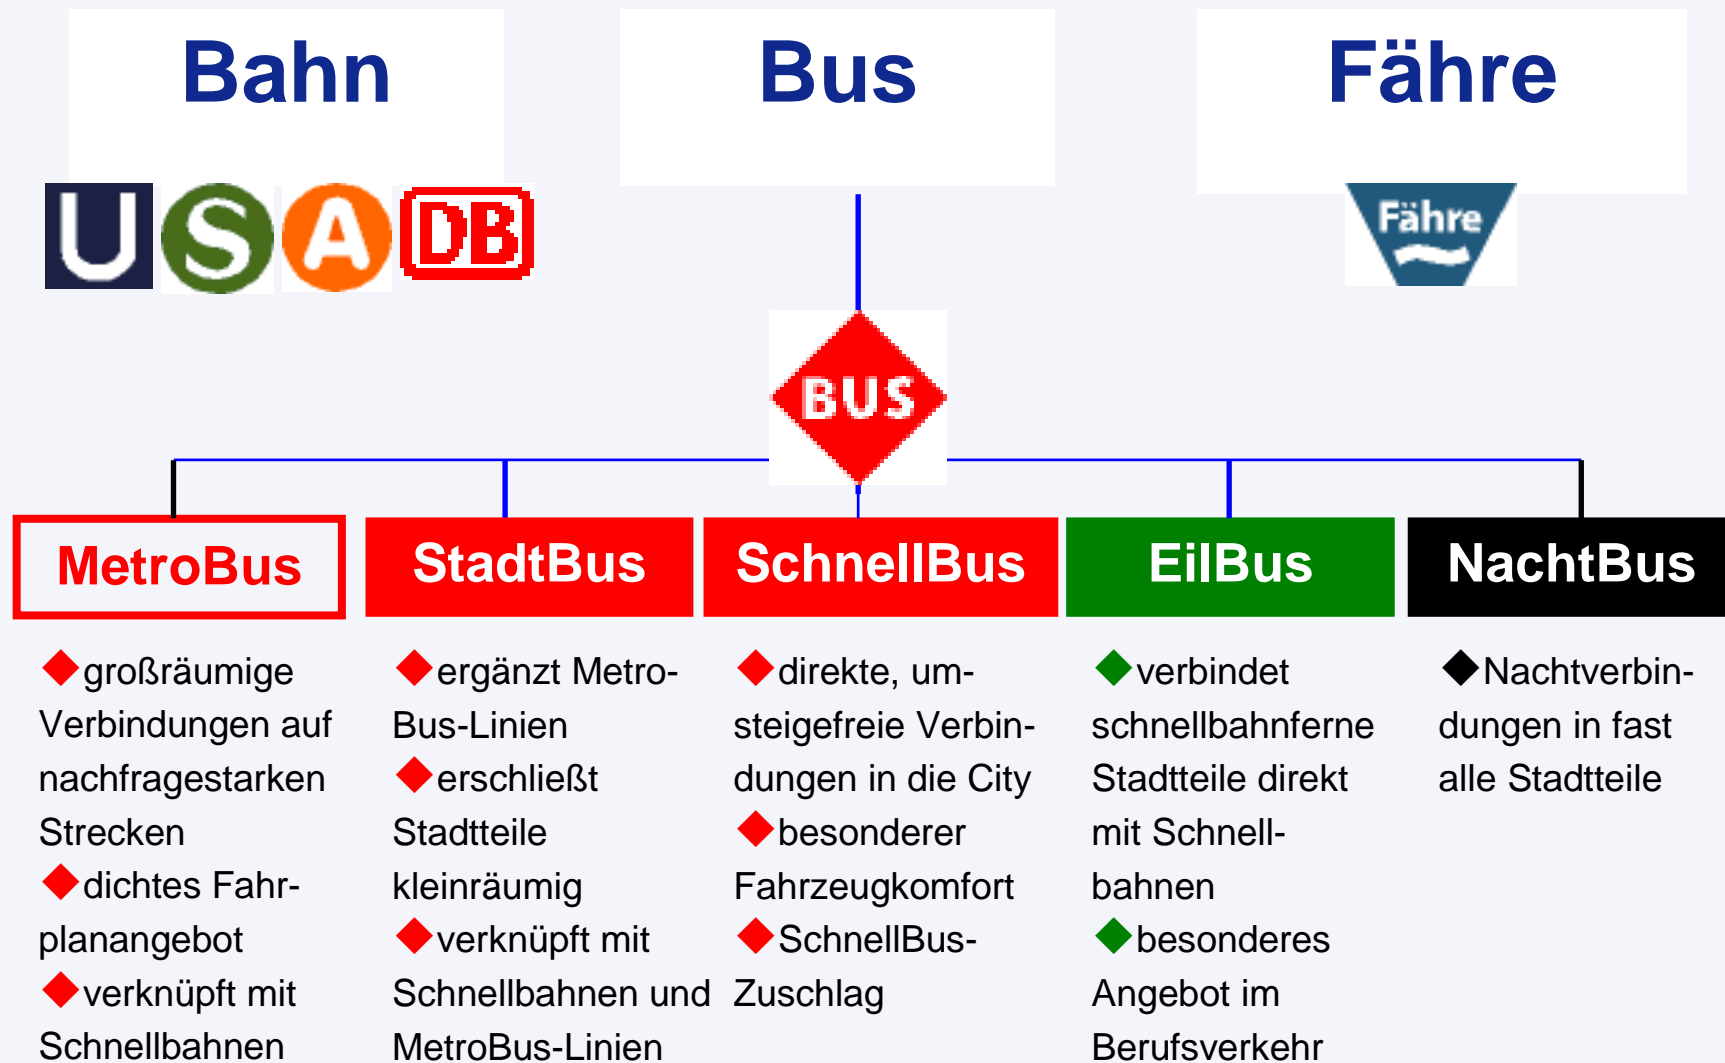 Bahn
Bus
Fähre
U S A DB
Fähre
BUS
MetroBus
StadtBus
SchnellBus
EilBus
NachtBus
großräumige
Verbindungen auf
nachfragestarken
Strecken
dichtes Fahr-
planangebot
verknüpft mit
Schnellbahnen
ergänzt Metro-
Bus-Linien
erschließt
Stadtteile
kleinräumig
verknüpft mit
Schnellbahnen und
MetroBus-Linien
direkte, um-
steigefreie Verbin-
dungen in die City
besonderer
Fahrzeugkomfort
SchnellBus-
Zuschlag
verbindet
schnellbahnferne
Stadtteile direkt
mit Schnell-
bahnen
besonderes
Angebot im
Berufsverkehr
Nachtverbin-
dungen in fast
alle Stadtteile